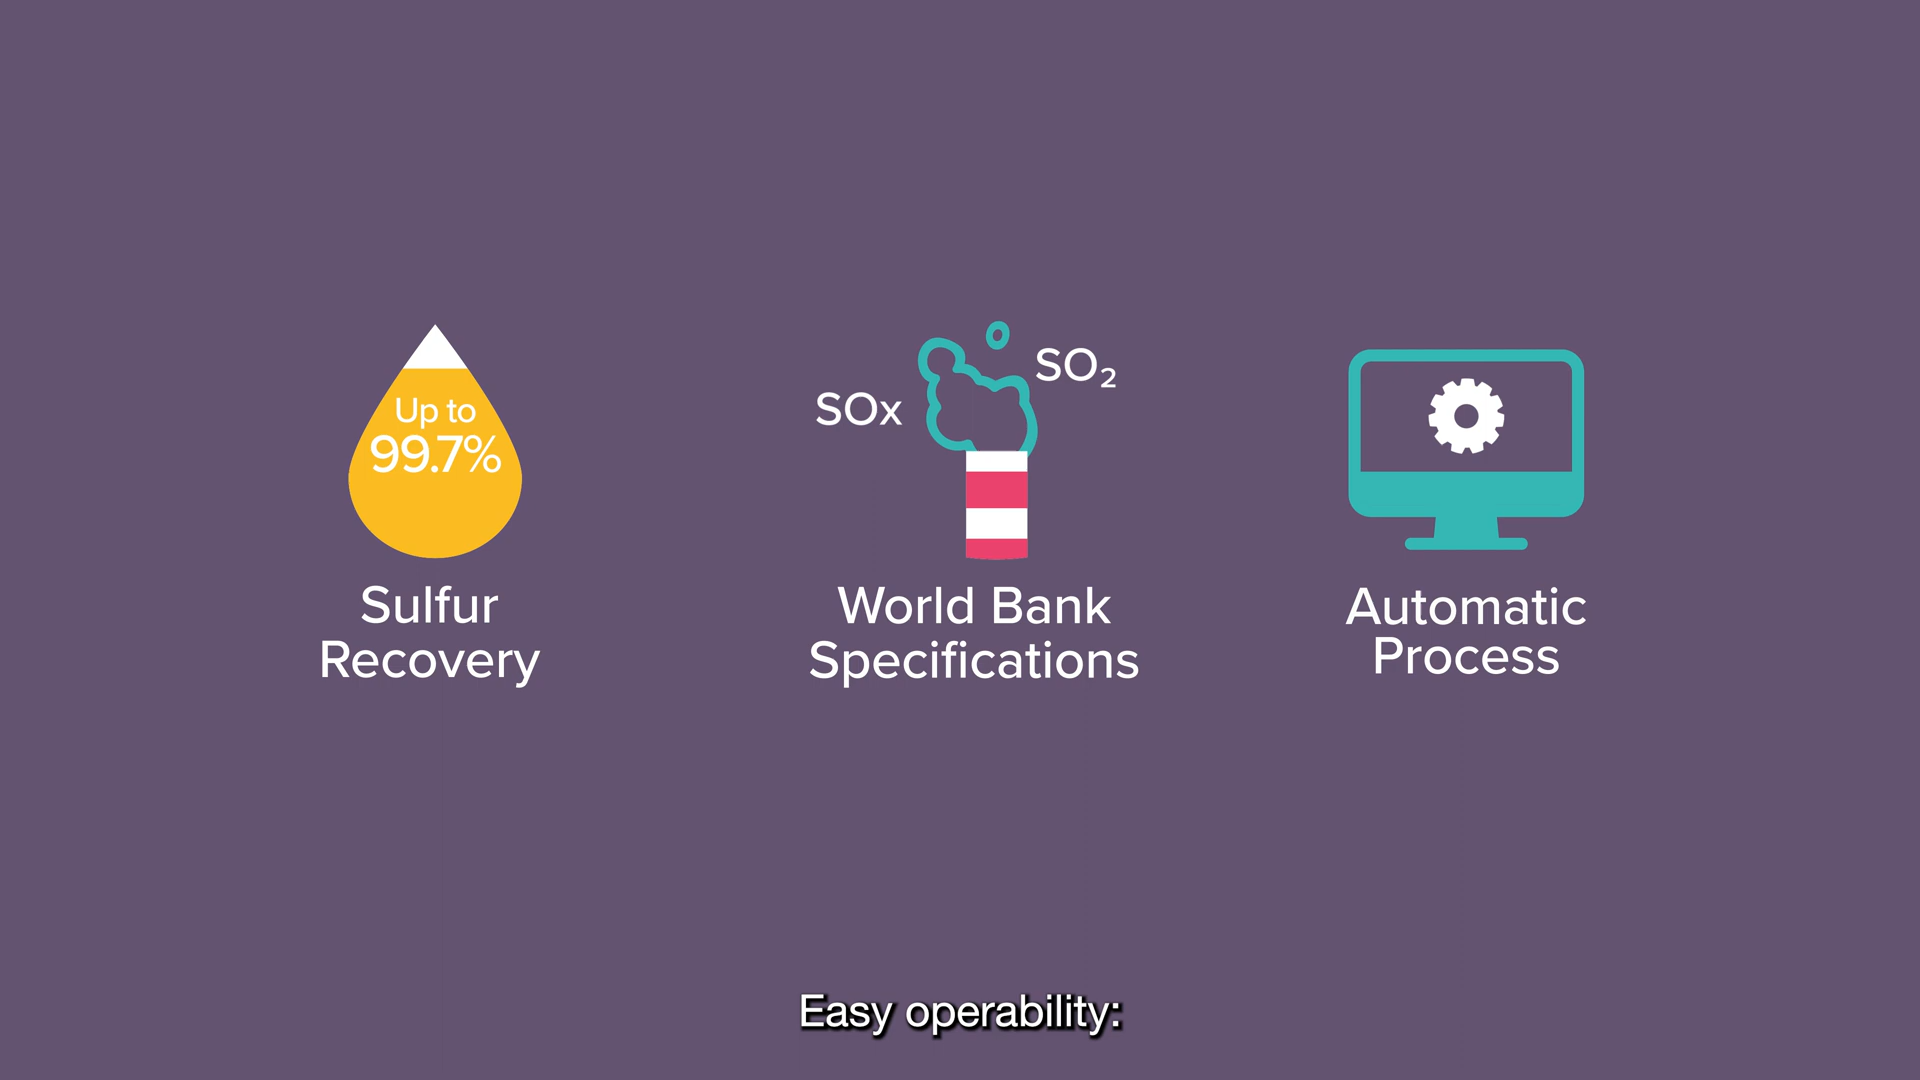 Up to
99.7%
Sulfur
Recovery
SOx
SO₂
World Bank
Specifications
Automatic
Process
Easy operability: